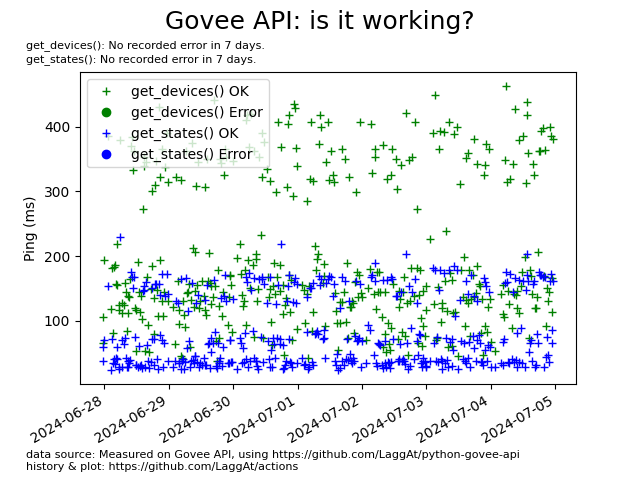 Govee API: is it working?
get_devices(): No recorded error in 7 days.
get_states(): No recorded error in 7 days.
get_devices() OK
get_devices() Error
get_states() OK
get_states() Error
Ping (ms)
400
300
200
100
2024-06-28
2024-06-29
2024-06-30
2024-07-01
2024-07-02
2024-07-03
2024-07-04
2024-07-05
data source: Measured on Govee API, using https://github.com/LaggAt/python-govee-api
history & plot: https://github.com/LaggAt/actions